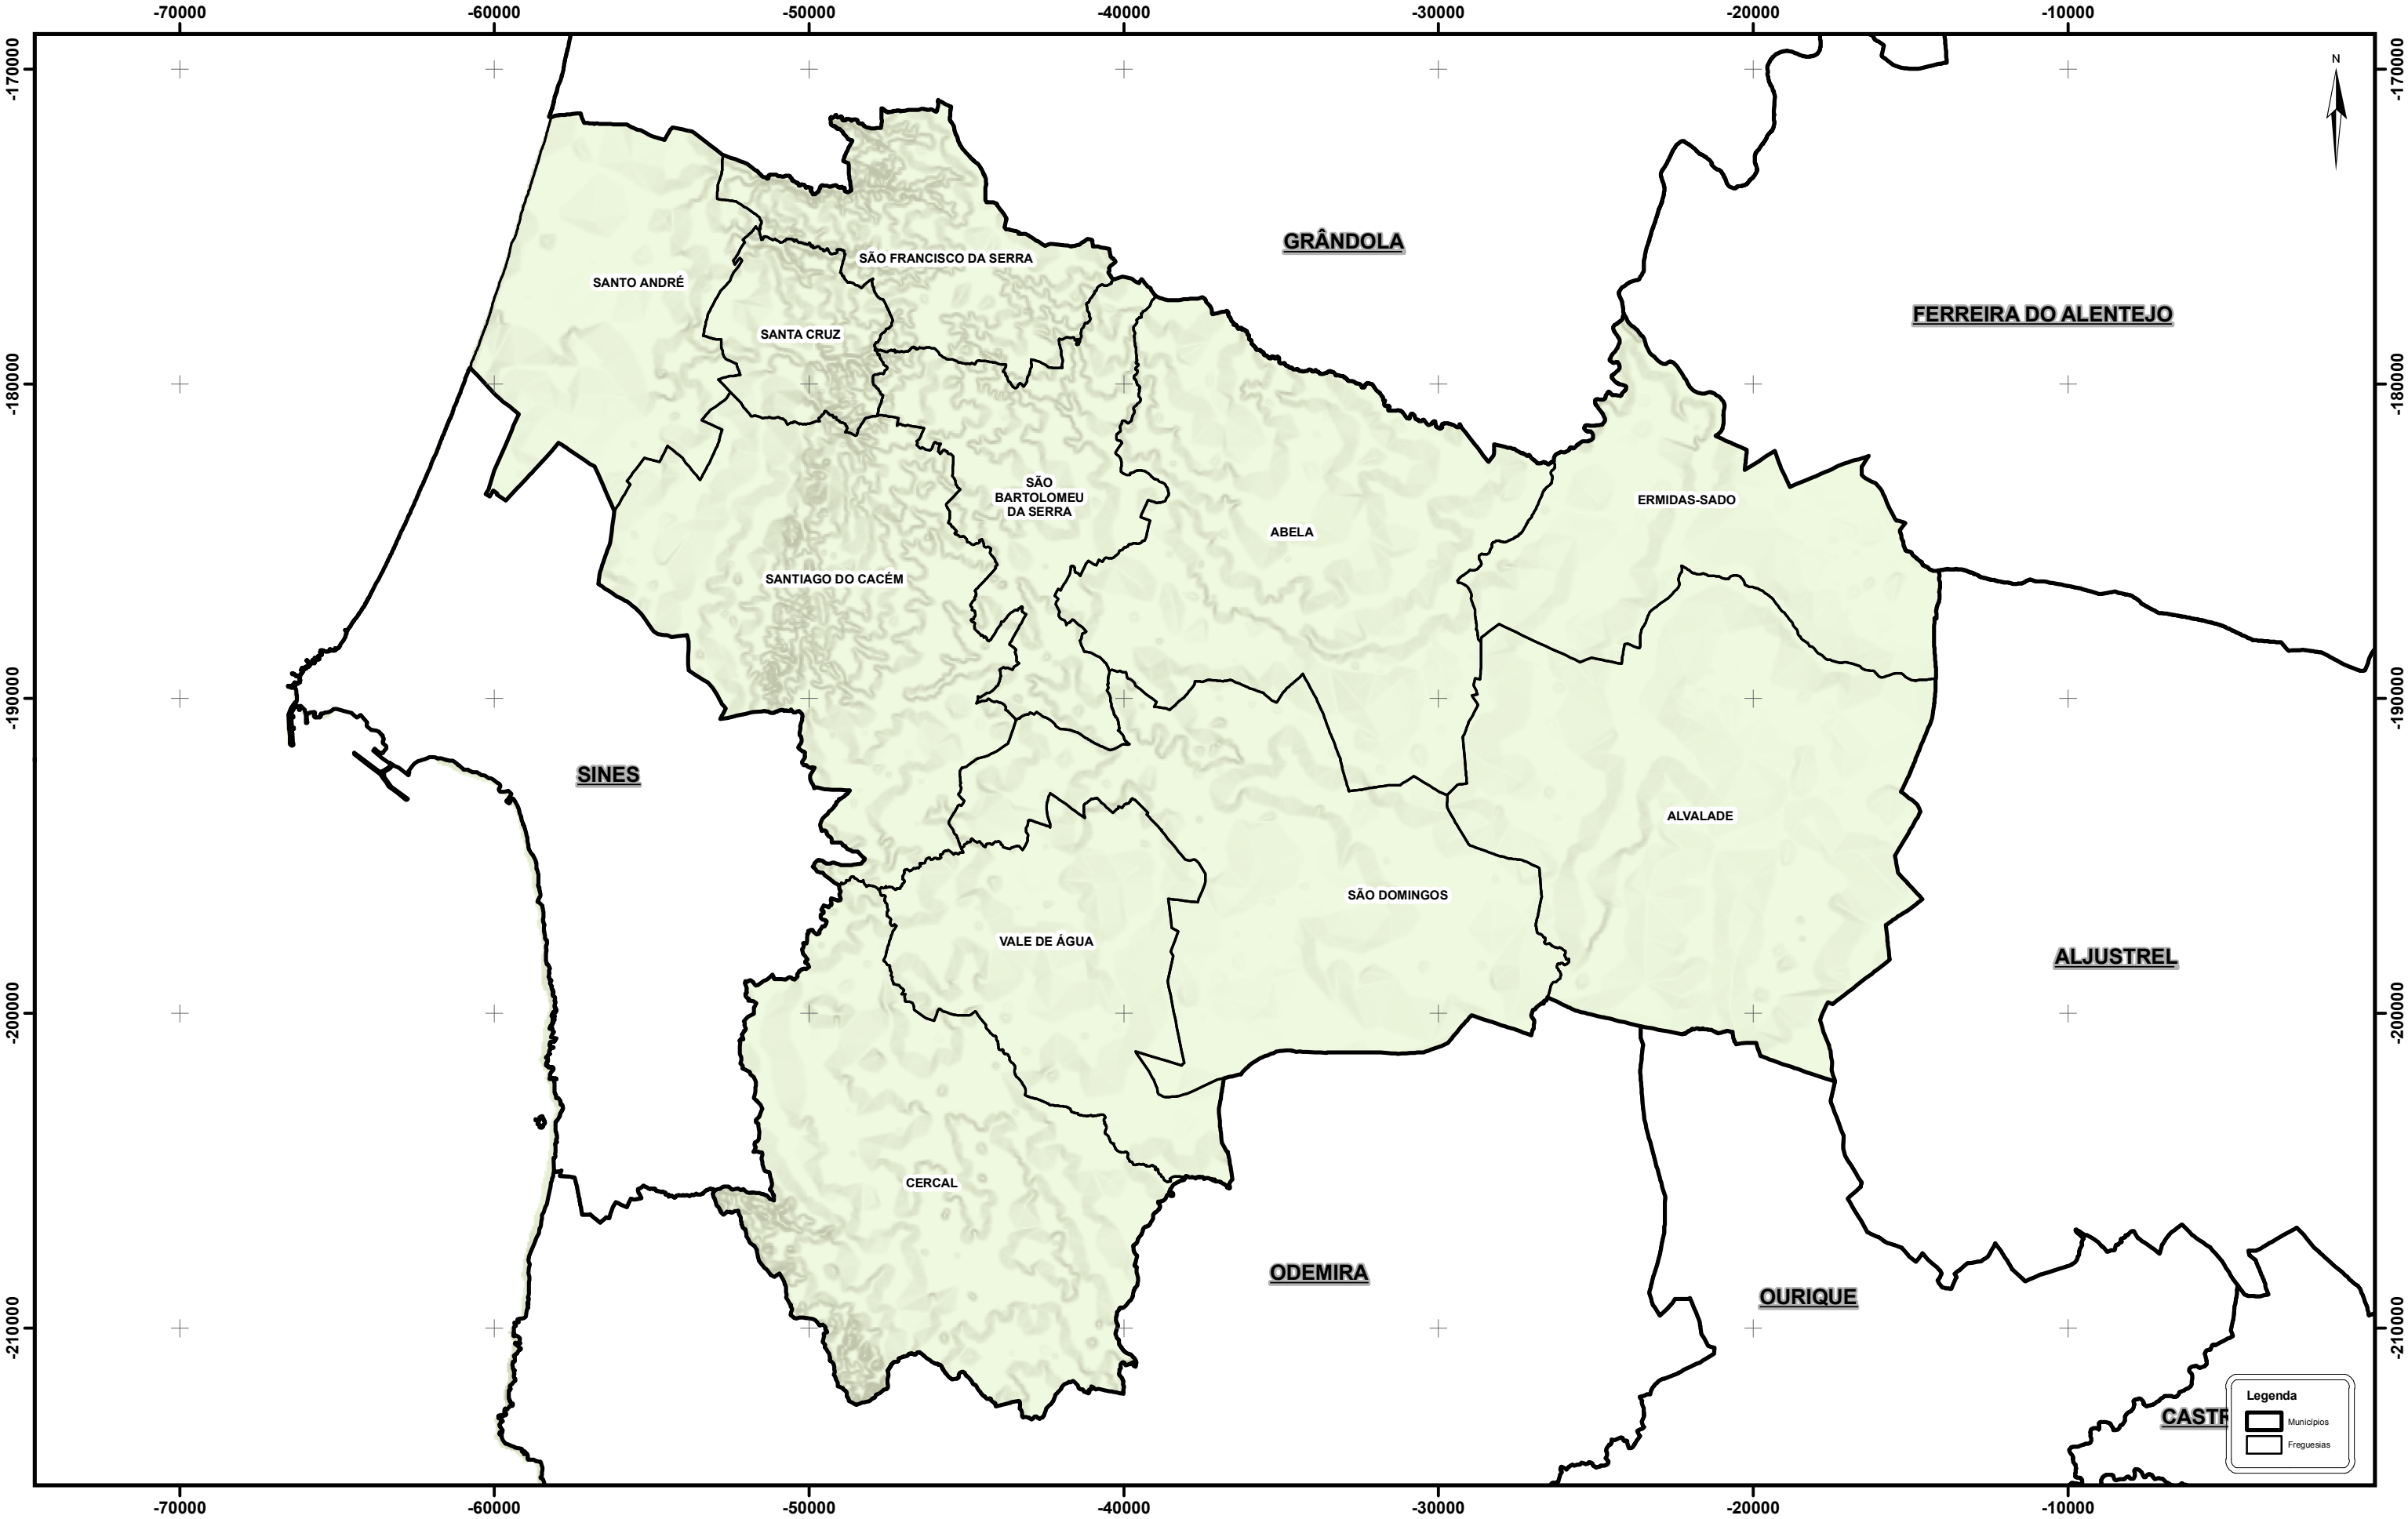 -70000 -60000 -50000 -40000 -30000 -20000 -10000
-170000 -170000
N
GRÂNDOLA
SÃO FRANCISCO DA SERRA
SANTO ANDRÉ
FERREIRA DO ALENTEJO
SANTA CRUZ
-180000 -180000
SÃO
BARTOLOMEU
DA SERRA
ERMIDAS-SADO
ABELA
SANTIAGO DO CACÉM
-190000 -190000
SINES
ALVALADE
SÃO DOMINGOS
VALE DE ÁGUA
ALJUSTREL
-200000 -200000
CERCAL
ODEMIRA
OURIQUE
-210000 -210000
Legenda
CASTR
Municípios
Freguesias
-70000 -60000 -50000 -40000 -30000 -20000 -10000